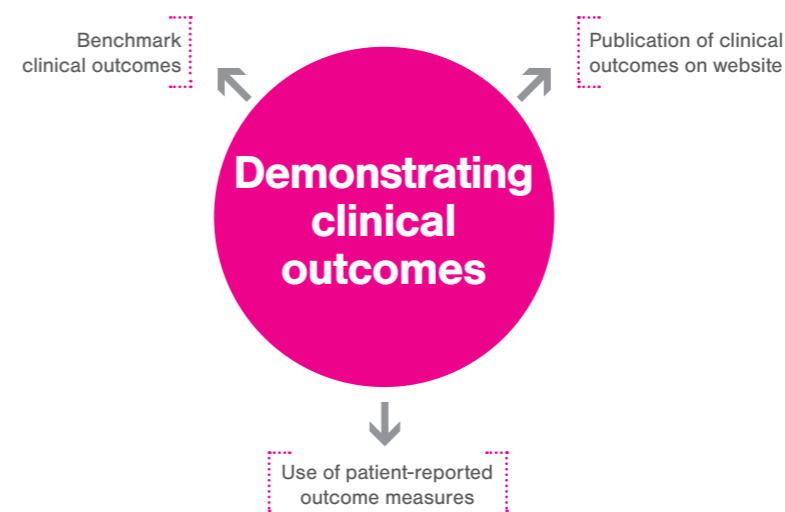 Benchmark
clinical outcomes
Publication of clinical
outcomes on website
Demonstrating
clinical
outcomes
Use of patient-reported
outcome measures